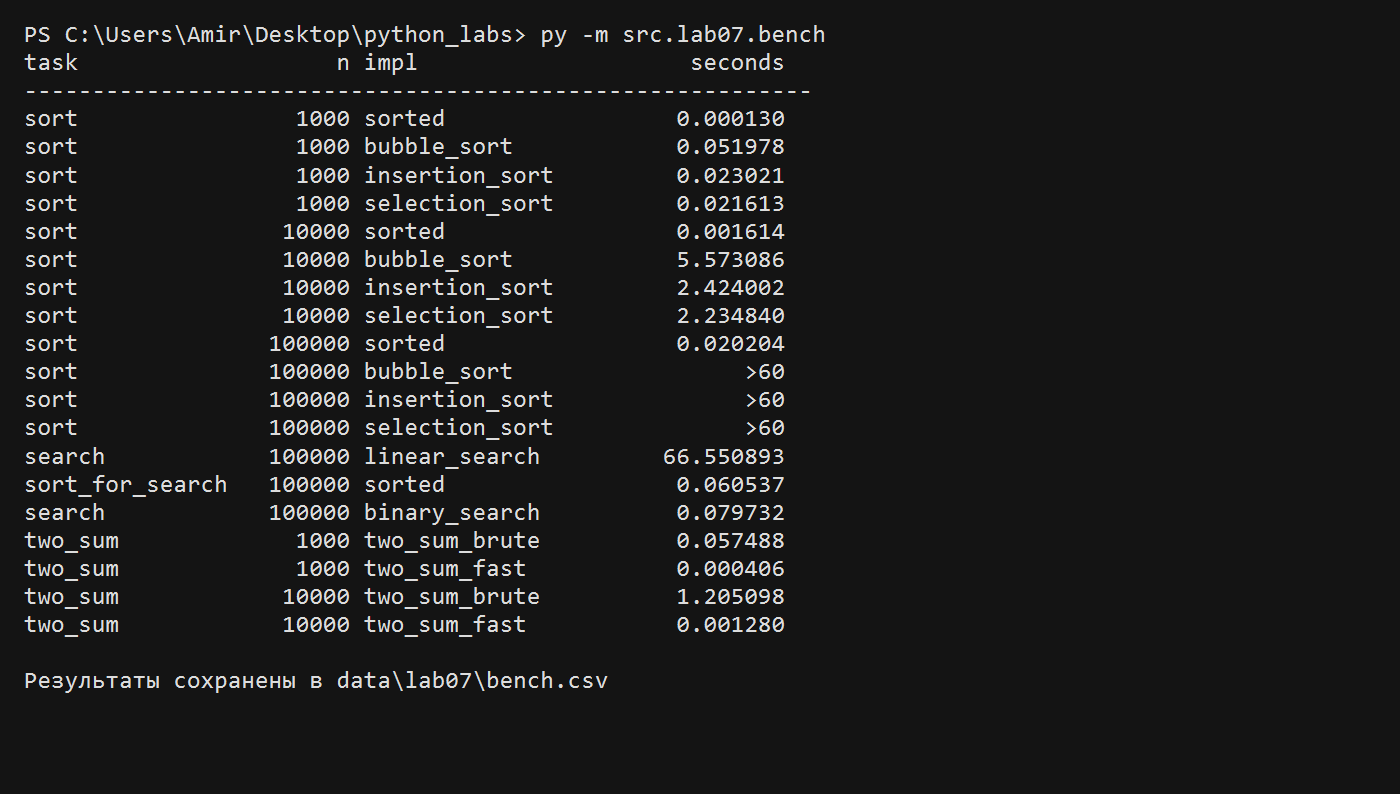 PS C:\Users\Amir\Desktop\python_labs> py -m src.lab07.bench
task                   n impl                    seconds
----------------------------------------------------------
sort                1000 sorted                 0.000130
sort                1000 bubble_sort            0.051978
sort                1000 insertion_sort         0.023021
sort                1000 selection_sort         0.021613
sort               10000 sorted                 0.001614
sort               10000 bubble_sort            5.573086
sort               10000 insertion_sort         2.424002
sort               10000 selection_sort         2.234840
sort              100000 sorted                 0.020204
sort              100000 bubble_sort                 >60
sort              100000 insertion_sort              >60
sort              100000 selection_sort              >60
search            100000 linear_search         66.550893
sort_for_search   100000 sorted                 0.060537
search            100000 binary_search          0.079732
two_sum             1000 two_sum_brute          0.057488
two_sum             1000 two_sum_fast           0.000406
two_sum            10000 two_sum_brute          1.205098
two_sum            10000 two_sum_fast           0.001280
Результаты сохранены в data\lab07\bench.csv